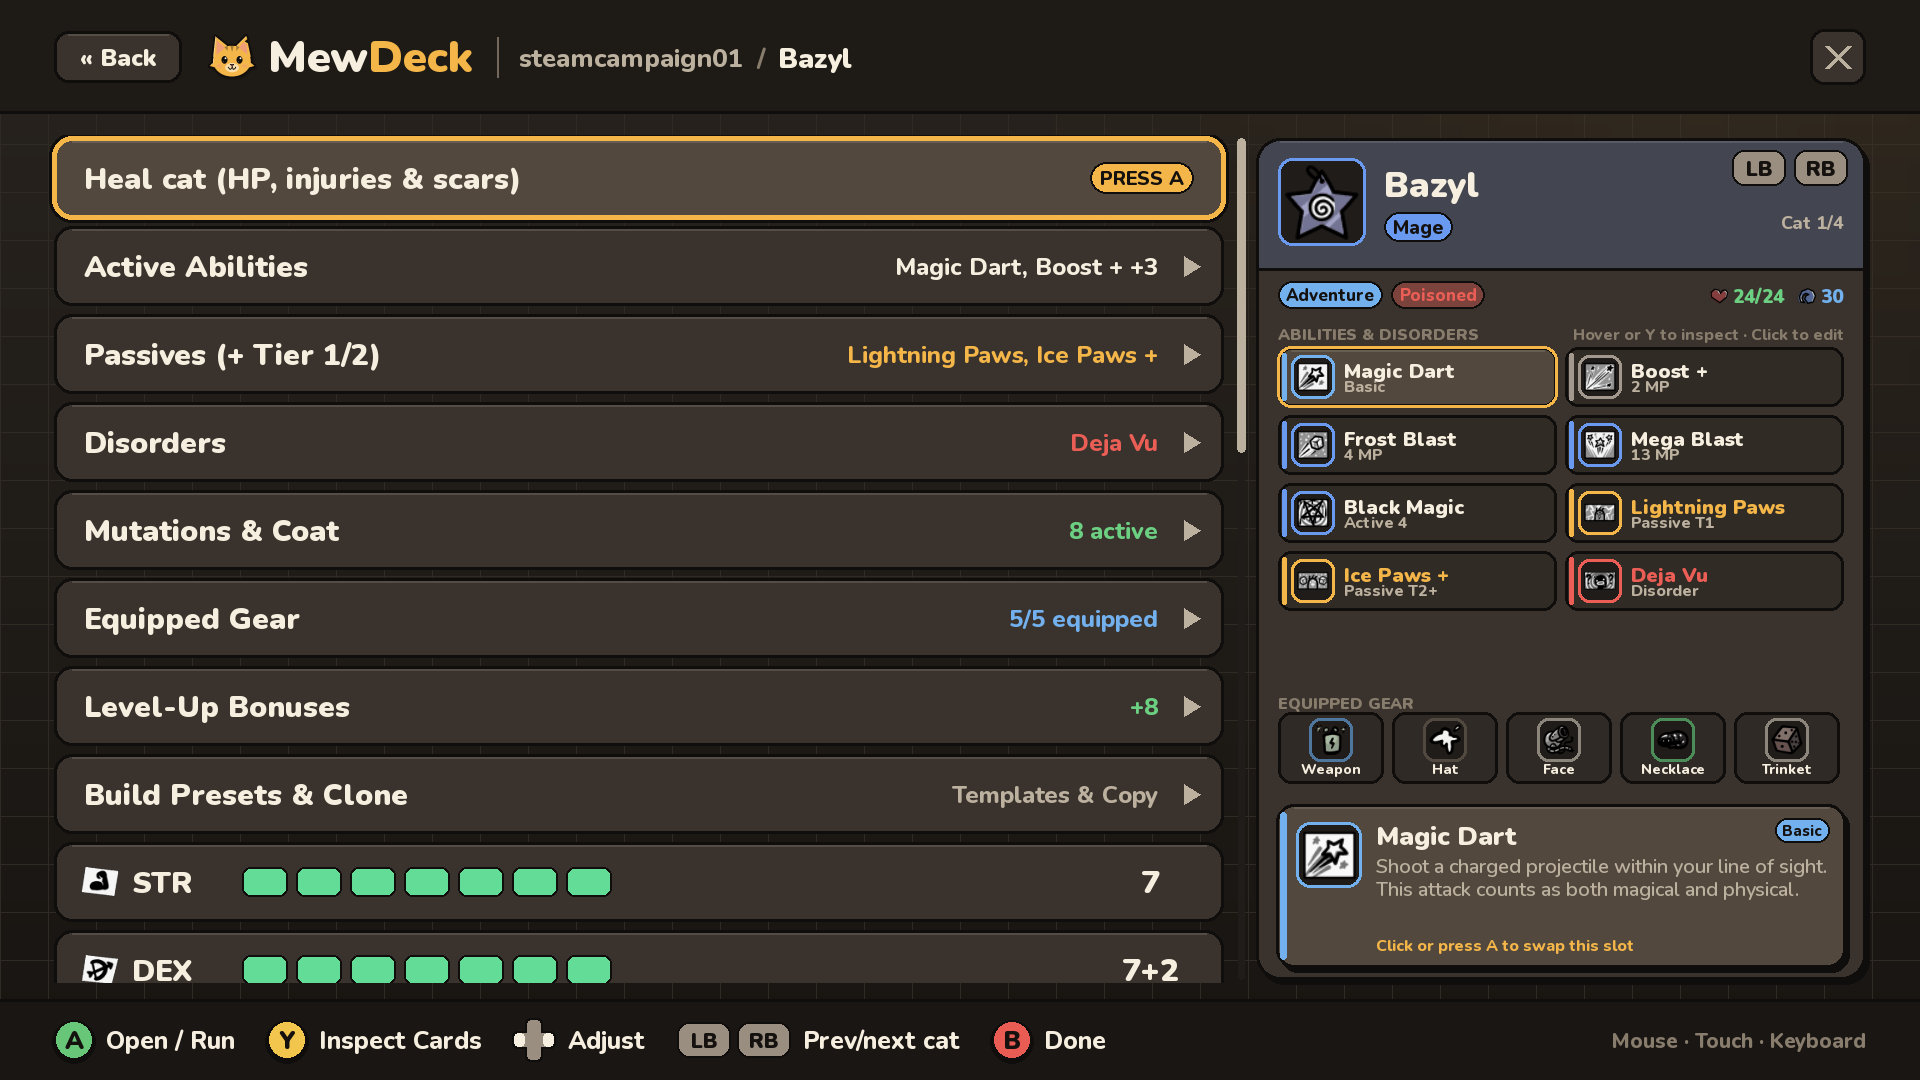 « Back
MewDeck
steamcampaign01 / Bazyl
Heal cat (HP, injuries & scars)
PRESS A
Active Abilities
Magic Dart, Boost + +3
Passives (+ Tier 1/2)
Lightning Paws, Ice Paws +
Disorders
Deja Vu
Mutations & Coat
8 active
Equipped Gear
5/5 equipped
Level-Up Bonuses
+8
Build Presets & Clone
Templates & Copy
STR
7
DEX
7+2
Bazyl
LB RB
Mage
Cat 1/4
Adventure
Poisoned
24/24
30
ABILITIES & DISORDERS
Hover or Y to inspect · Click to edit
Magic Dart
Basic
Boost +
2 MP
Frost Blast
4 MP
Mega Blast
13 MP
Black Magic
Active 4
Lightning Paws
Passive T1
Ice Paws +
Passive T2+
Deja Vu
Disorder
EQUIPPED GEAR
Weapon
Hat
Face
Necklace
Trinket
Magic Dart
Basic
Shoot a charged projectile within your line of sight.
This attack counts as both magical and physical.
Click or press A to swap this slot
A Open / Run
Y Inspect Cards
Adjust
LB RB Prev/next cat
B Done
Mouse · Touch · Keyboard